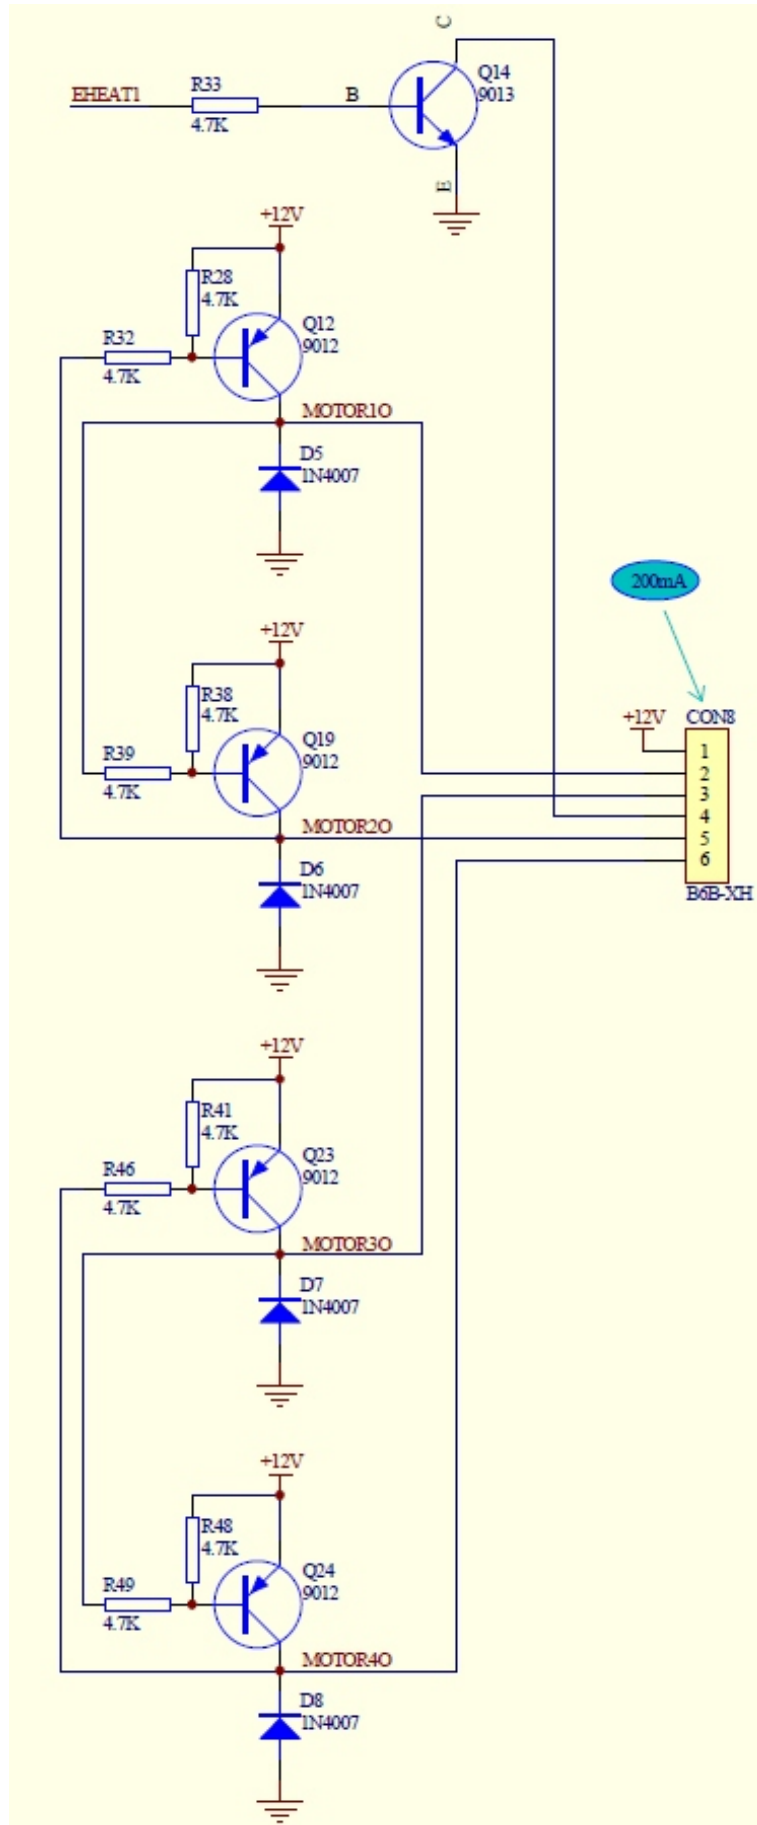 C
Q14
9013
EHEAT1
R33
4.7K
B
E
+12V
R28
4.7K
Q12
9012
R32
4.7K
MOTOR1O
D5
1N4007
200mA
+12V
R38
4.7K
Q19
9012
R39
4.7K
MOTOR2O
D6
1N4007
+12V
CON8
1
2
3
4
5
6
B6B-XH
+12V
R41
4.7K
Q23
9012
R46
4.7K
MOTOR3O
D7
1N4007
+12V
R48
4.7K
Q24
9012
R49
4.7K
MOTOR4O
D8
1N4007